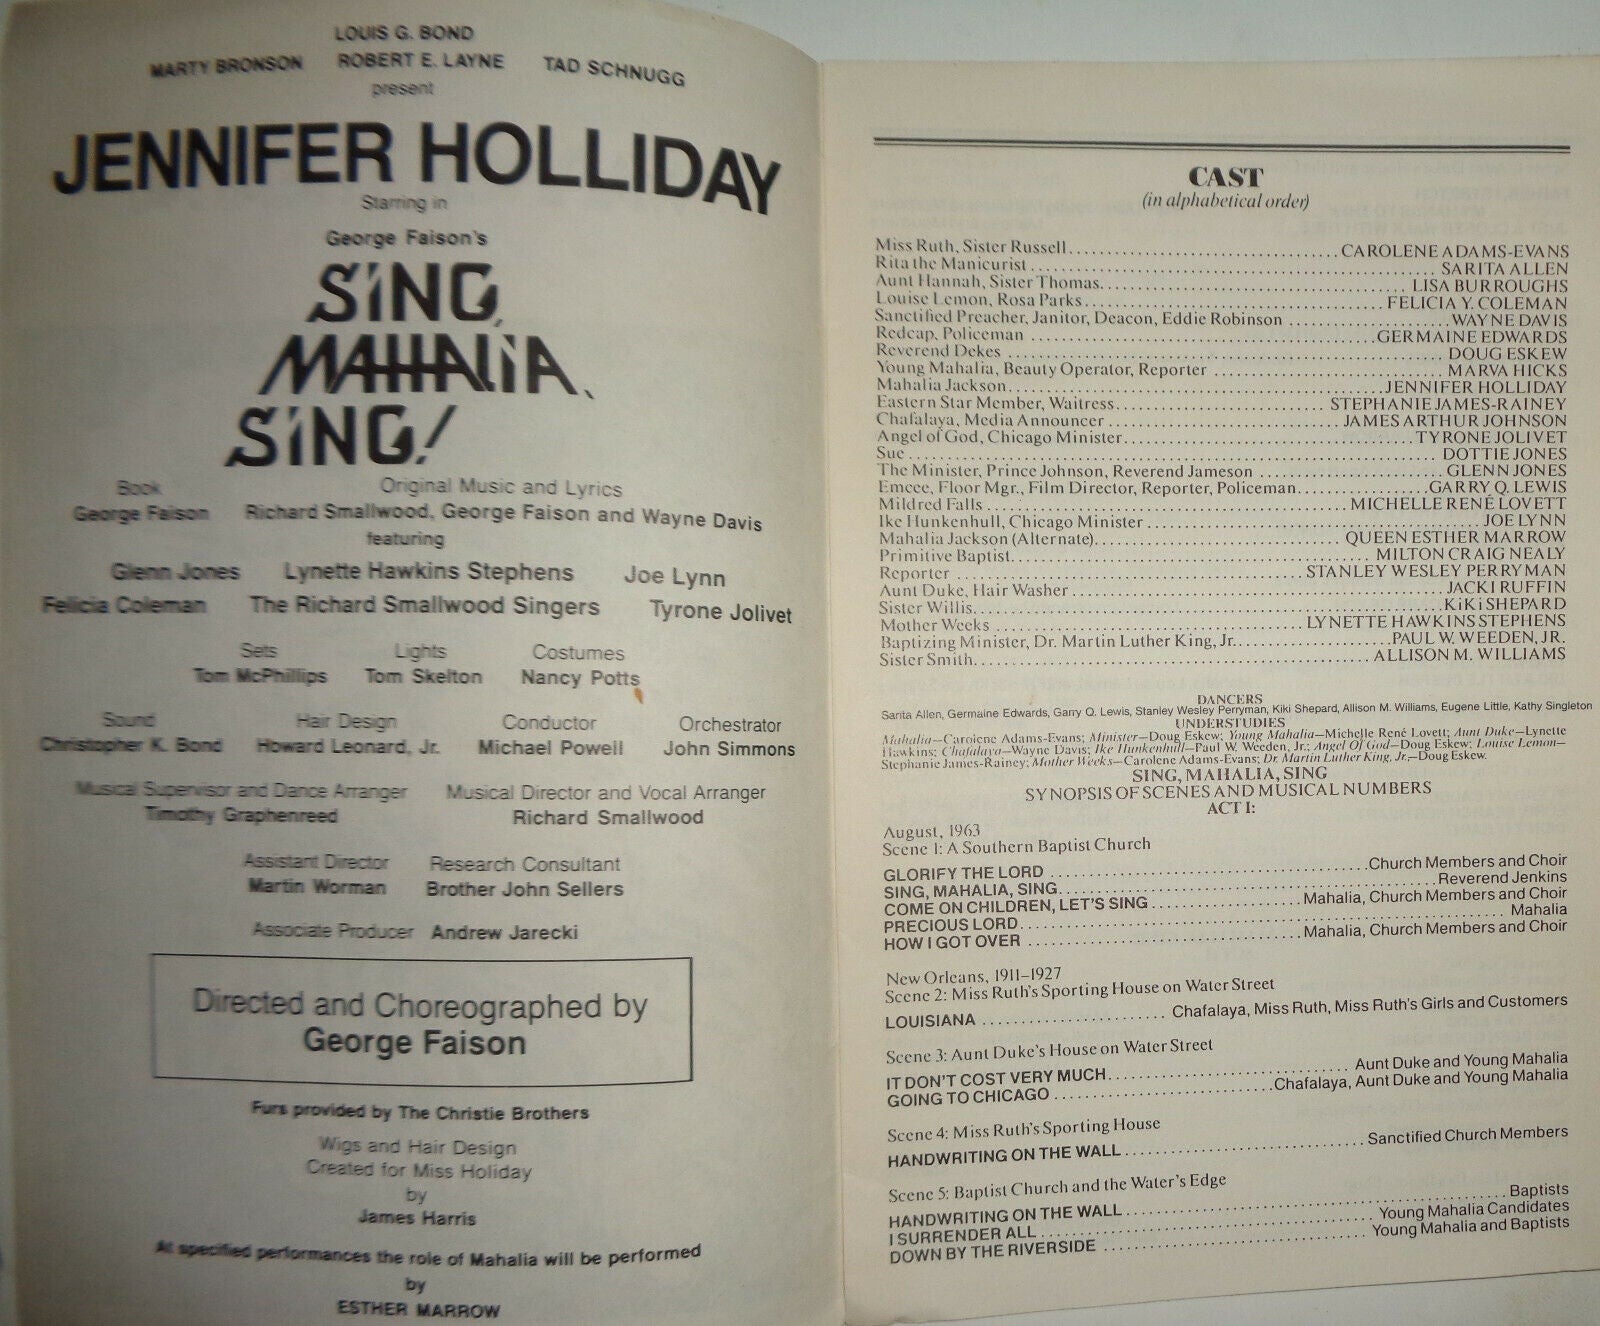 LOUIS G. BOND
MARTY BRONSON ROBERT E. LAYNE TAD SCHNUGG
present
JENNIFER HOLLIDAY
Starring in
George Faison's
SING,
MAHALIA,
SING!
Book Original Music and Lyrics
George Faison Richard Smallwood, George Faison and Wayne Davis
featuring
Glenn Jones Lynette Hawkins Stephens Joe Lynn
Felicia Coleman The Richard Smallwood Singers Tyrone Jolivet
Sets Lights Costumes
Tom McPhillips Tom Skelton Nancy Potts
Sound Hair Design Conductor Orchestrator
Christopher K. Bond Howard Leonard, Jr. Michael Powell John Simmons
Musical Supervisor and Dance Arranger Musical Director and Vocal Arranger
Timothy Graphenreed Richard Smallwood
Assistant Director Research Consultant
Martin Worman Brother John Sellers
Associate Producer Andrew Jarecki
Directed and Choreographed by
George Faison
Furs provided by The Christie Brothers
Wigs and Hair Design
Created for Miss Holiday
by
James Harris
At specified performances the role of Mahalia will be performed
by
ESTHER MARROW
CAST
(in alphabetical order)
Miss Ruth, Sister Russell CAROLENE ADAMS-EVANS
Rita the Manicurist SARITA ALLEN
Aunt Hannah, Sister Thomas LISA BURROUGHS
Louise Lemon, Rosa Parks FELICIA Y. COLEMAN
Sanctified Preacher, Janitor, Deacon, Eddie Robinson WAYNE DAVIS
Redcap, Policeman GERMAINE EDWARDS
Reverend Dekes DOUG ESKEW
Young Mahalia, Beauty Operator, Reporter MARVA HICKS
Mahalia Jackson JENNIFER HOLLIDAY
Eastern Star Member, Waitress STEPHANIE JAMES-RAINEY
Chafalaya, Media Announcer JAMES ARTHUR JOHNSON
Angel of God, Chicago Minister TYRONE JOLIVET
Sue DOTTIE JONES
The Minister, Prince Johnson, Reverend Jameson GLENN JONES
Emcee, Floor Mgr., Film Director, Reporter, Policeman GARRY Q. LEWIS
Mildred Falls MICHELLE RENÉ LOVETT
Ike Hunkenhull, Chicago Minister JOE LYNN
Mahalia Jackson (Alternate) QUEEN ESTHER MARROW
Primitive Baptist MILTON CRAIG NEALY
Reporter STANLEY WESLEY PERRYMAN
Aunt Duke, Hair Washer JACKI RUFFIN
Sister Willis KiKi SHEPARD
Mother Weeks LYNETTE HAWKINS STEPHENS
Baptizing Minister, Dr. Martin Luther King, Jr. PAUL W. WEEDEN, JR.
Sister Smith ALLISON M. WILLIAMS
DANCERS
Sarita Allen, Germaine Edwards, Garry Q. Lewis, Stanley Wesley Perryman, Kiki Shepard, Allison M. Williams, Eugene Little, Kathy Singleton
UNDERSTUDIES
Mahalia—Carolene Adams-Evans; Minister—Doug Eskew; Young Mahalia—Michelle René Lovett; Aunt Duke—Lynette
Hawkins; Chafalaya—Wayne Davis; Ike Hunkenhull—Paul W. Weeden, Jr.; Angel Of God—Doug Eskew; Louise Lemon—
Stephanie James-Rainey; Mother Weeks—Carolene Adams-Evans; Dr. Martin Luther King, Jr.—Doug Eskew.
SING, MAHALIA, SING
SYNOPSIS OF SCENES AND MUSICAL NUMBERS
ACT I:
August, 1963
Scene 1: A Southern Baptist Church
GLORIFY THE LORD Church Members and Choir
SING, MAHALIA, SING Reverend Jenkins
COME ON CHILDREN, LET'S SING Mahalia, Church Members and Choir
PRECIOUS LORD Mahalia
HOW I GOT OVER Mahalia, Church Members and Choir
New Orleans, 1911–1927
Scene 2: Miss Ruth's Sporting House on Water Street
LOUISIANA Chafalaya, Miss Ruth, Miss Ruth's Girls and Customers
Scene 3: Aunt Duke's House on Water Street
IT DON'T COST VERY MUCH Aunt Duke and Young Mahalia
GOING TO CHICAGO Chafalaya, Aunt Duke and Young Mahalia
Scene 4: Miss Ruth's Sporting House
HANDWRITING ON THE WALL Sanctified Church Members
Scene 5: Baptist Church and the Water's Edge
HANDWRITING ON THE WALL Baptists
I SURRENDER ALL Young Mahalia Candidates
DOWN BY THE RIVERSIDE Young Mahalia and Baptists